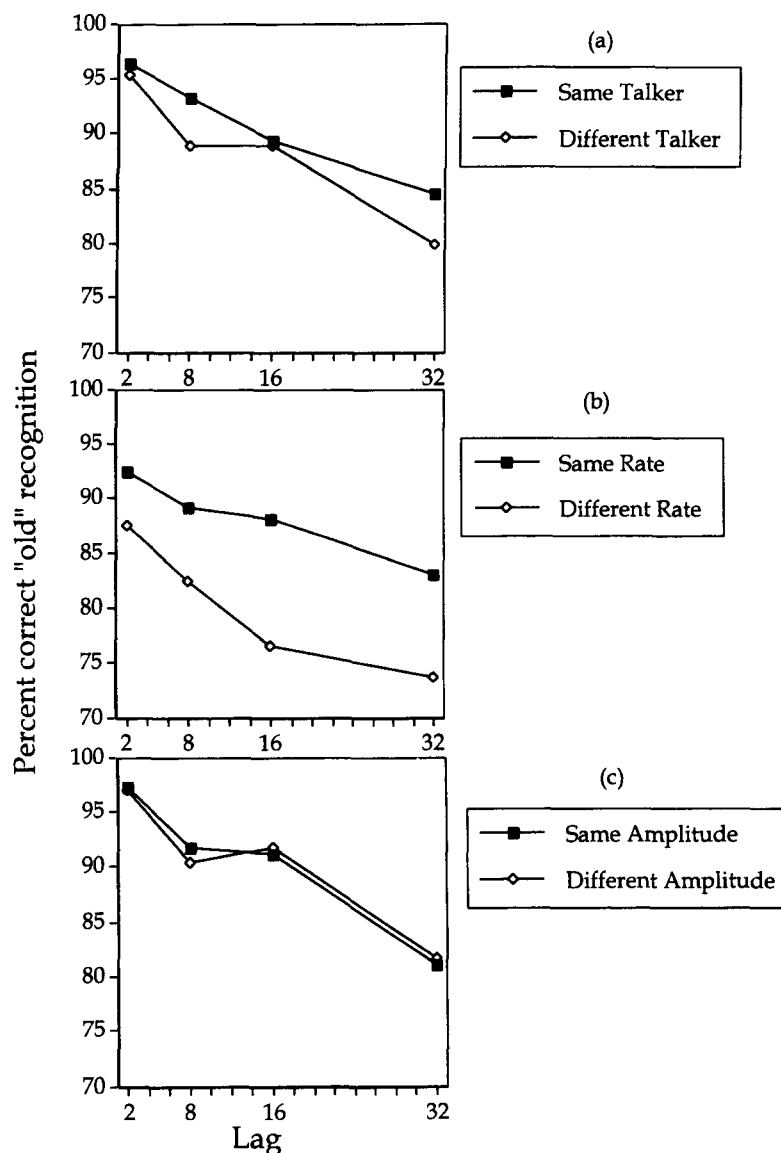 Percent correct "old" recognition
(a)
100
95
90
85
80
75
70
2 8 16 32
Same Talker
Different Talker
(b)
100
95
90
85
80
75
70
2 8 16 32
Same Rate
Different Rate
(c)
100
95
90
85
80
75
70
2 8 16 32
Same Amplitude
Different Amplitude
Lag